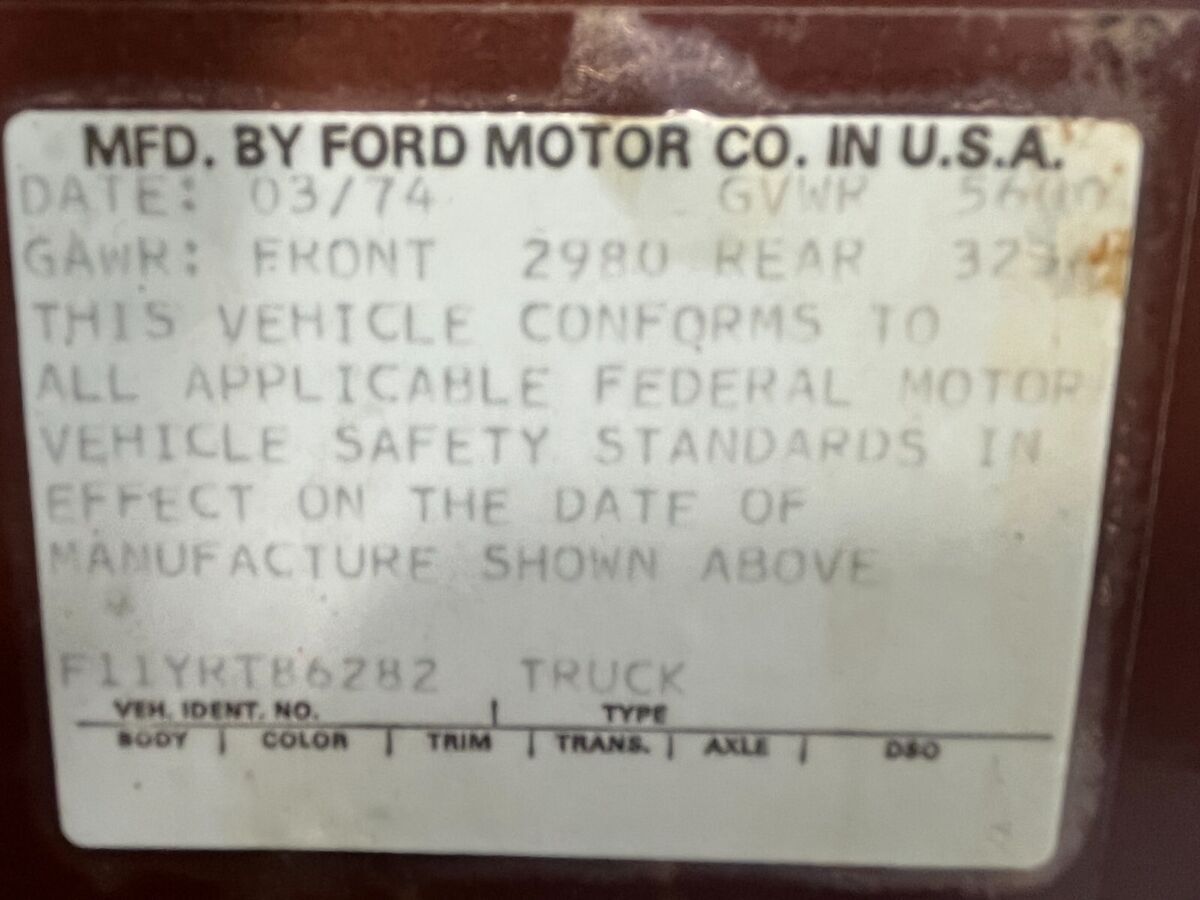 MFD. BY FORD MOTOR CO. IN U.S.A.
DATE: 03/74 GVWR
GAWR: FRONT 2980 REAR
THIS VEHICLE CONFORMS TO
ALL APPLICABLE FEDERAL MOTOR
VEHICLE SAFETY STANDARDS IN
EFFECT ON THE DATE OF
MANUFACTURE SHOWN ABOVE
F11YRT86282 TRUCK
VEH. IDENT. NO. TYPE
BODY COLOR TRIM TRANS. AXLE DSO